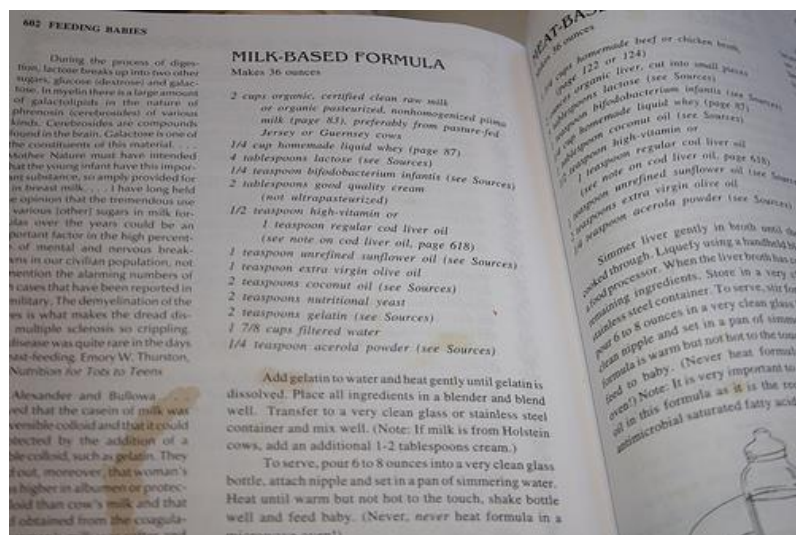 602 FEEDING BABIES
During the process of diges-
tion, lactose breaks up into two other
sugars, glucose (dextrose) and galac-
tose. In myelin there is a large amount
of galactolipids in the nature of
phrenosin (cerebrosides) of various
kinds. Cerebrosides are compounds
found in the brain. Galactose is one of
the constituents of this material. . . .
Mother Nature must have intended
that the young infant have this impor-
tant substance, so amply provided for
in breast milk. . . . I have long held
the opinion that the tremendous use
various [other] sugars in milk for-
mulas over the years could be an
important factor in the high percent-
of mental and nervous break-
in our civilian population, not
mention the alarming numbers of
cases that have been reported in
military. The demyelination of the
is what makes the dread dis-
multiple sclerosis so crippling.
disease was quite rare in the days
east-feeding. Emory W. Thurston,
Nutrition for Tots to Teens
Alexander and Bullowa
ed that the casein of milk was
versible colloid and that it could
tected by the addition of a
ble colloid, such as gelatin. They
out, moreover, that woman's
is higher in albumen or protec-
loid than cow's milk and that
obtained from the coagula-
MILK-BASED FORMULA
Makes 36 ounces
2 cups organic, certified clean raw milk
or organic pasteurized, nonhomogenized piima
milk (page 83), preferably from pasture-fed
Jersey or Guernsey cows
1/4 cup homemade liquid whey (page 87)
4 tablespoons lactose (see Sources)
1/4 teaspoon bifodobacterium infantis (see Sources)
2 tablespoons good quality cream
(not ultrapasteurized)
1/2 teaspoon high-vitamin or
1 teaspoon regular cod liver oil
(see note on cod liver oil, page 618)
1 teaspoon unrefined sunflower oil (see Sources)
1 teaspoon extra virgin olive oil
2 teaspoons coconut oil (see Sources)
2 teaspoons nutritional yeast
2 teaspoons gelatin (see Sources)
1 7/8 cups filtered water
1/4 teaspoon acerola powder (see Sources)
Add gelatin to water and heat gently until gelatin is
dissolved. Place all ingredients in a blender and blend
well. Transfer to a very clean glass or stainless steel
container and mix well. (Note: If milk is from Holstein
cows, add an additional 1-2 tablespoons cream.)
To serve, pour 6 to 8 ounces into a very clean glass
bottle, attach nipple and set in a pan of simmering water.
Heat until warm but not hot to the touch, shake bottle
well and feed baby. (Never, never heat formula in a
MEAT-BAS
Makes 36 ounces
cups homemade beef or chicken broth
(page 122 or 124)
ounces organic liver, cut into small pieces
tablespoons lactose (see Sources)
teaspoon bifidobacterium infantis (see Sources)
cup homemade liquid whey (page 87)
tablespoon coconut oil (see Sources)
teaspoon high-vitamin or
1 teaspoon regular cod liver oil
(see note on cod liver oil, page 618)
teaspoon unrefined sunflower oil (see Sources)
teaspoons extra virgin olive oil
1/4 teaspoon acerola powder (see Sources)
Simmer liver gently in broth until the
cooked through. Liquefy using a handheld
food processor. When the liver broth has
remaining ingredients. Store in a very
stainless steel container. To serve, stir for
pour 6 to 8 ounces in a very clean glass
clean nipple and set in a pan of simme
formula is warm but not hot to the tou
feed to baby. (Never heat formul
oven!) Note: It is very important to
oil in this formula as it is the
antimicrobial saturated fatty acid